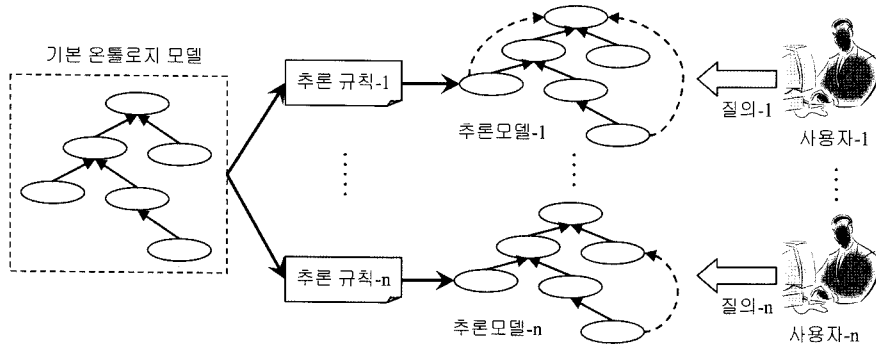 기본 온톨로지 모델
추론 규칙-1
추론모델-1
질의-1
사용자-1
추론 규칙-n
추론모델-n
질의-n
사용자-n